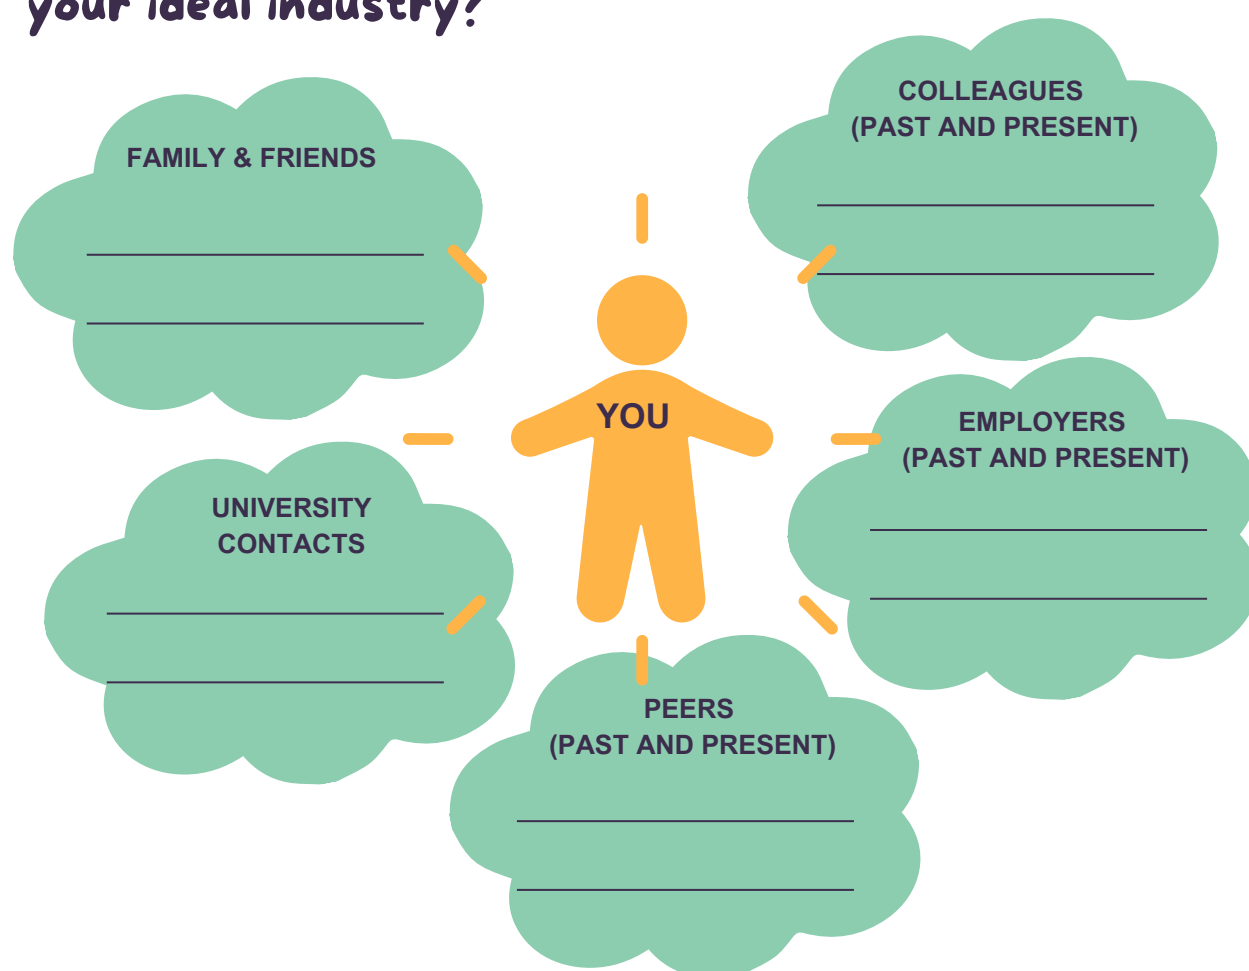 your ideal industry?
FAMILY & FRIENDS
COLLEAGUES
(PAST AND PRESENT)
YOU
EMPLOYERS
(PAST AND PRESENT)
UNIVERSITY
CONTACTS
PEERS
(PAST AND PRESENT)